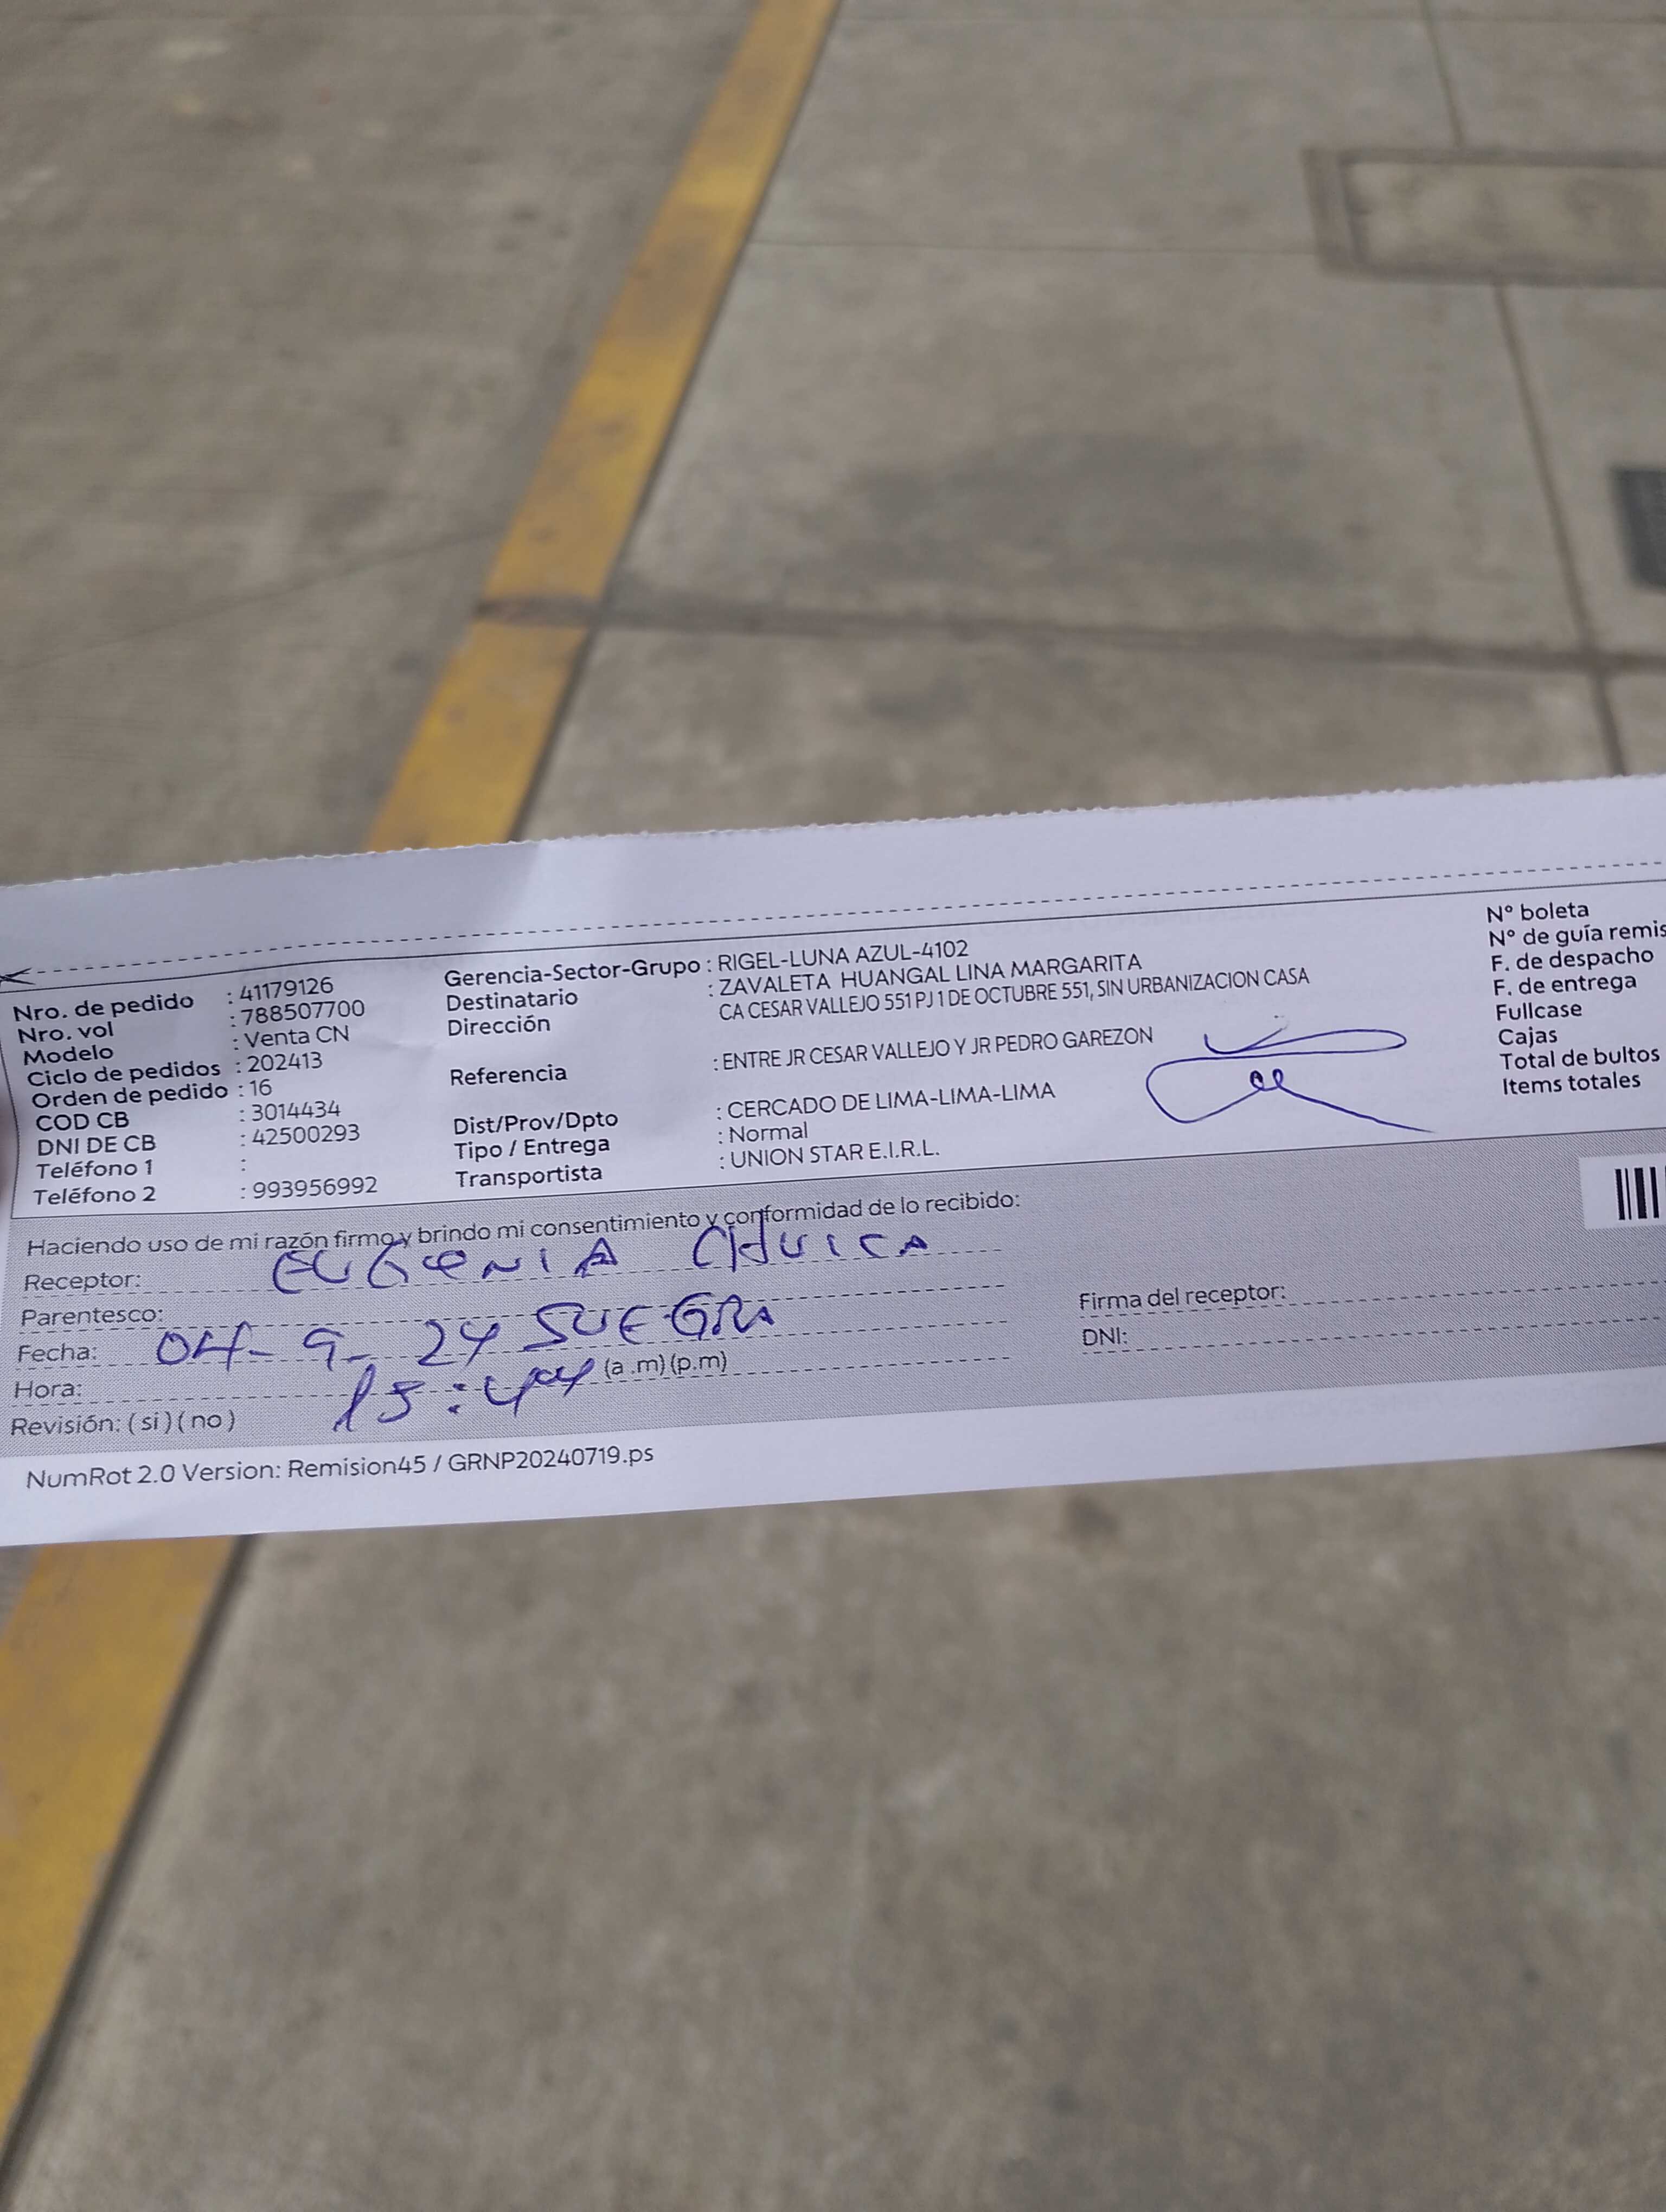 Nro. de pedido : 41179126
Nro. vol : 788507700
Modelo : Venta CN
Ciclo de pedidos : 202413
Orden de pedido : 16
COD CB : 3014434
DNI DE CB : 42500293
Teléfono 1 :
Teléfono 2 : 993956992
Gerencia-Sector-Grupo : RIGEL-LUNA AZUL-4102
Destinatario : ZAVALETA HUANGAL LINA MARGARITA
Dirección CA CESAR VALLEJO 551 PJ 1 DE OCTUBRE 551, SIN URBANIZACION CASA
Referencia : ENTRE JR CESAR VALLEJO Y JR PEDRO GAREZON
Dist/Prov/Dpto : CERCADO DE LIMA-LIMA-LIMA
Tipo / Entrega : Normal
Transportista : UNION STAR E.I.R.L.
N° boleta
N° de guía remis
F. de despacho
F. de entrega
Fullcase
Cajas
Total de bultos
Items totales
Haciendo uso de mi razón firmo y brindo mi consentimiento y conformidad de lo recibido:
Receptor: EUGENIA CHUICA
Parentesco: SUEGRA
Fecha: 04-9-24
Hora: 15:44 (a .m) (p.m)
Revisión: ( si ) ( no )
Firma del receptor:
DNI:
NumRot 2.0 Version: Remision45 / GRNP20240719.ps